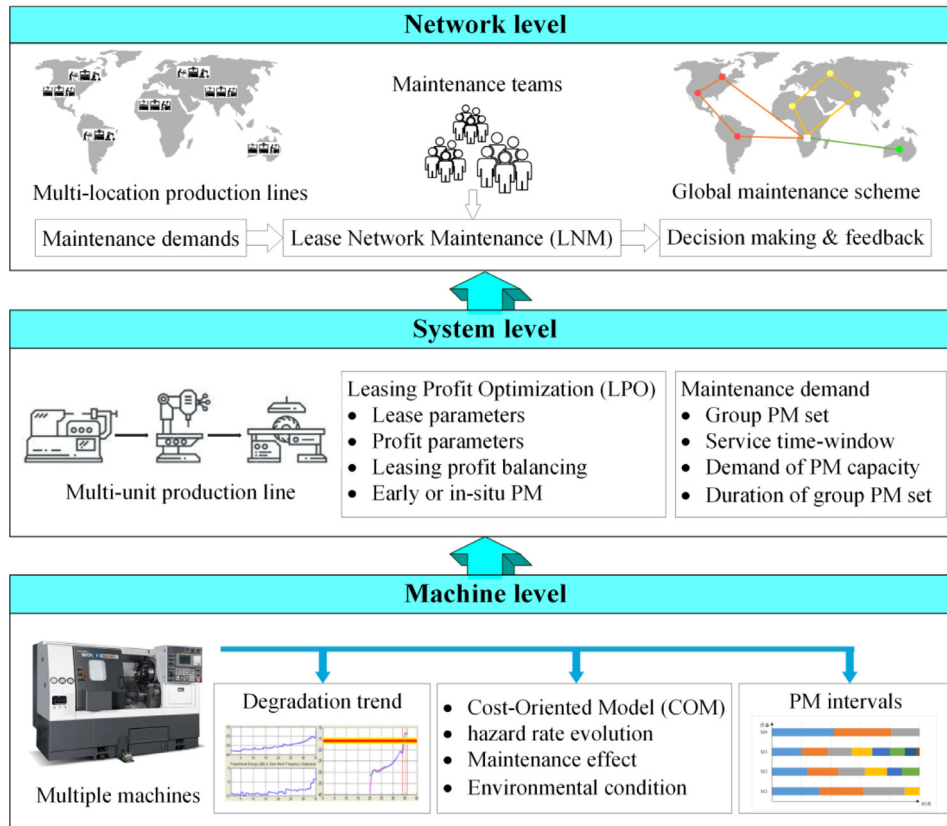 Network level
Maintenance teams
Multi-location production lines
Global maintenance scheme
Maintenance demands
Lease Network Maintenance (LNM)
Decision making & feedback
System level
Multi-unit production line
Leasing Profit Optimization (LPO)
• Lease parameters
• Profit parameters
• Leasing profit balancing
• Early or in-situ PM
Maintenance demand
• Group PM set
• Service time-window
• Demand of PM capacity
• Duration of group PM set
Machine level
Multiple machines
Degradation trend
• Cost-Oriented Model (COM)
• hazard rate evolution
• Maintenance effect
• Environmental condition
PM intervals